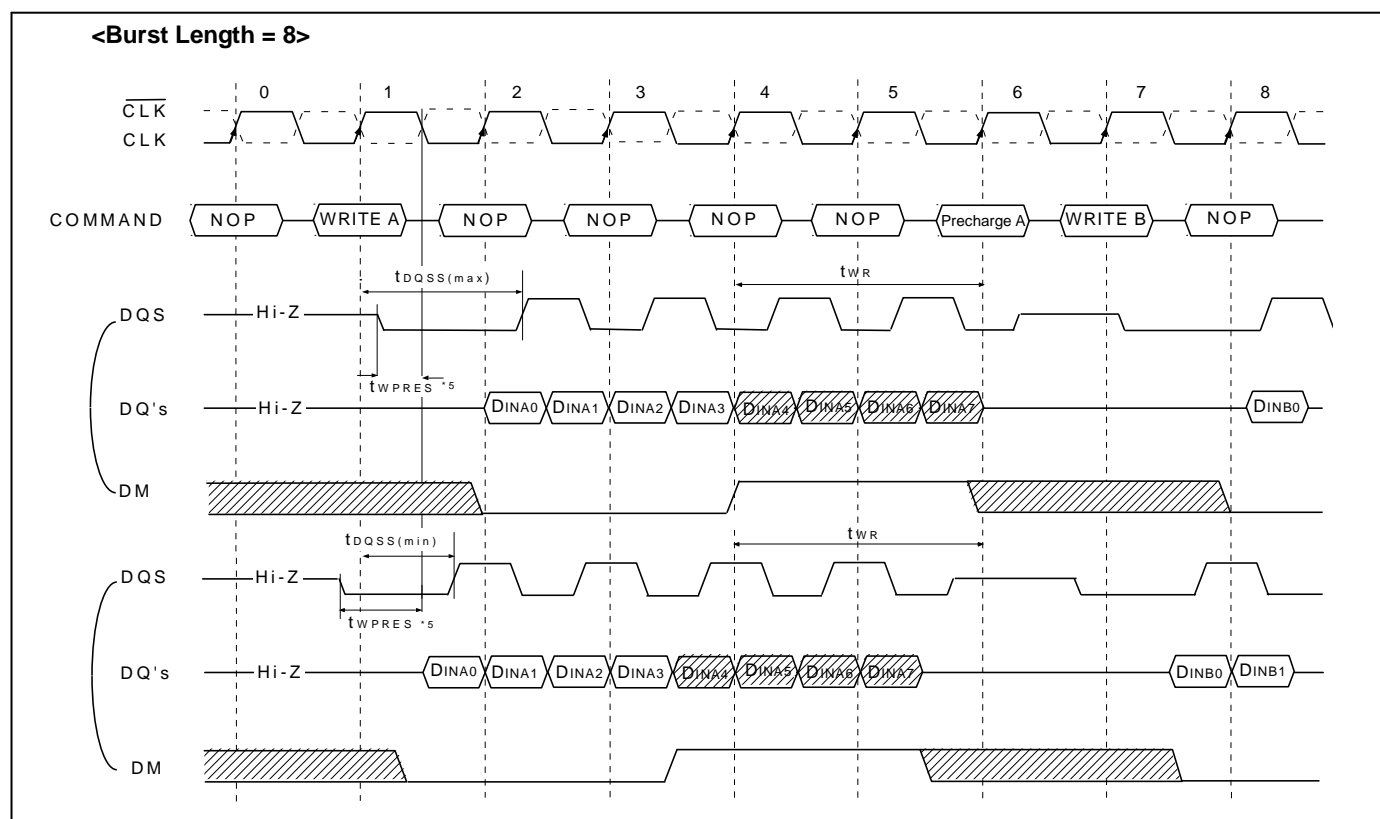 <Burst Length = 8>
0 1 2 3 4 5 6 7 8
CLK
CLK
COMMAND NOP WRITE A NOP NOP NOP NOP Precharge A WRITE B NOP
tDQSS(max) tWR
DQS Hi-Z
tWPRES *5
DQ's Hi-Z DINA0 DINA1 DINA2 DINA3 DINA4 DINA5 DINA6 DINA7 DINB0
DM
tDQSS(min) tWR
DQS Hi-Z
tWPRES *5
DQ's Hi-Z DINA0 DINA1 DINA2 DINA3 DINA4 DINA5 DINA6 DINA7 DINB0 DINB1
DM